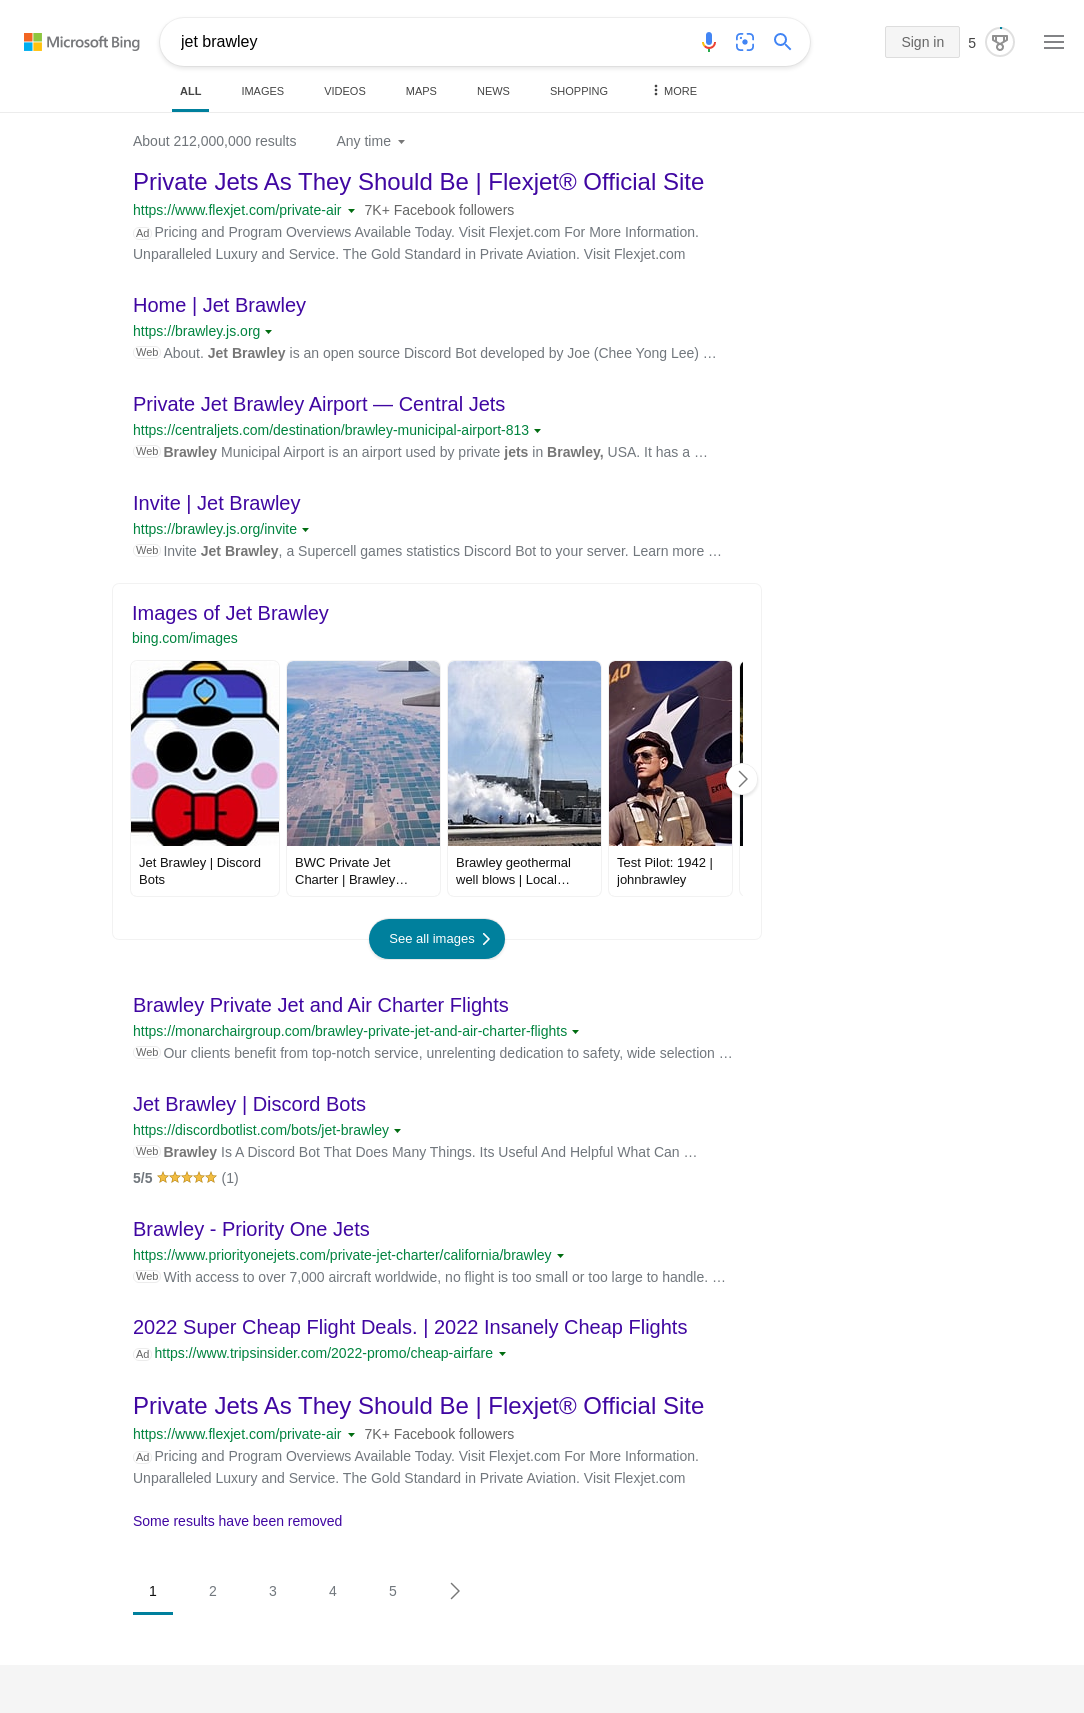 Microsoft Bing
jet brawley
Sign in
5
ALL
IMAGES
VIDEOS
MAPS
NEWS
SHOPPING
MORE
About 212,000,000 results
Any time
Private Jets As They Should Be | Flexjet® Official Site
https://www.flexjet.com/private-air 7K+ Facebook followers
Ad Pricing and Program Overviews Available Today. Visit Flexjet.com For More Information.
Unparalleled Luxury and Service. The Gold Standard in Private Aviation. Visit Flexjet.com
Home | Jet Brawley
https://brawley.js.org
Web About. Jet Brawley is an open source Discord Bot developed by Joe (Chee Yong Lee) …
Private Jet Brawley Airport — Central Jets
https://centraljets.com/destination/brawley-municipal-airport-813
Web Brawley Municipal Airport is an airport used by private jets in Brawley, USA. It has a …
Invite | Jet Brawley
https://brawley.js.org/invite
Web Invite Jet Brawley, a Supercell games statistics Discord Bot to your server. Learn more …
Images of Jet Brawley
bing.com/images
40
Jet Brawley | Discord
Bots
BWC Private Jet
Charter | Brawley…
Brawley geothermal
well blows | Local…
Test Pilot: 1942 |
johnbrawley
See all images
Brawley Private Jet and Air Charter Flights
https://monarchairgroup.com/brawley-private-jet-and-air-charter-flights
Web Our clients benefit from top-notch service, unrelenting dedication to safety, wide selection …
Jet Brawley | Discord Bots
https://discordbotlist.com/bots/jet-brawley
Web Brawley Is A Discord Bot That Does Many Things. Its Useful And Helpful What Can …
5/5 (1)
Brawley - Priority One Jets
https://www.priorityonejets.com/private-jet-charter/california/brawley
Web With access to over 7,000 aircraft worldwide, no flight is too small or too large to handle. …
2022 Super Cheap Flight Deals. | 2022 Insanely Cheap Flights
Ad https://www.tripsinsider.com/2022-promo/cheap-airfare
Private Jets As They Should Be | Flexjet® Official Site
https://www.flexjet.com/private-air 7K+ Facebook followers
Ad Pricing and Program Overviews Available Today. Visit Flexjet.com For More Information.
Unparalleled Luxury and Service. The Gold Standard in Private Aviation. Visit Flexjet.com
Some results have been removed
1 2 3 4 5